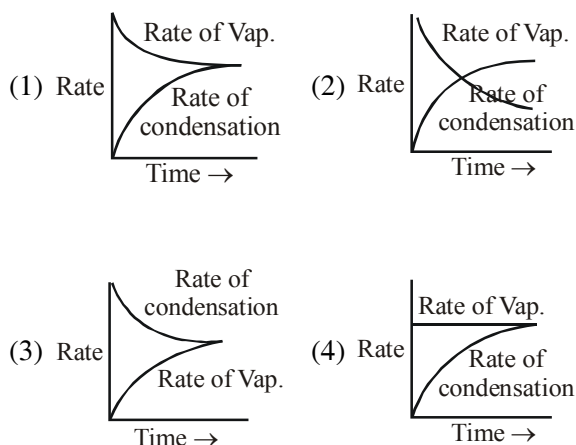 (1) Rate
Rate of Vap.
Rate of
condensation
Time →
(2) Rate
Rate of Vap.
Rate of
condensation
Time →
(3) Rate
Rate of
condensation
Rate of Vap.
Time →
(4) Rate
Rate of Vap.
Rate of
condensation
Time →